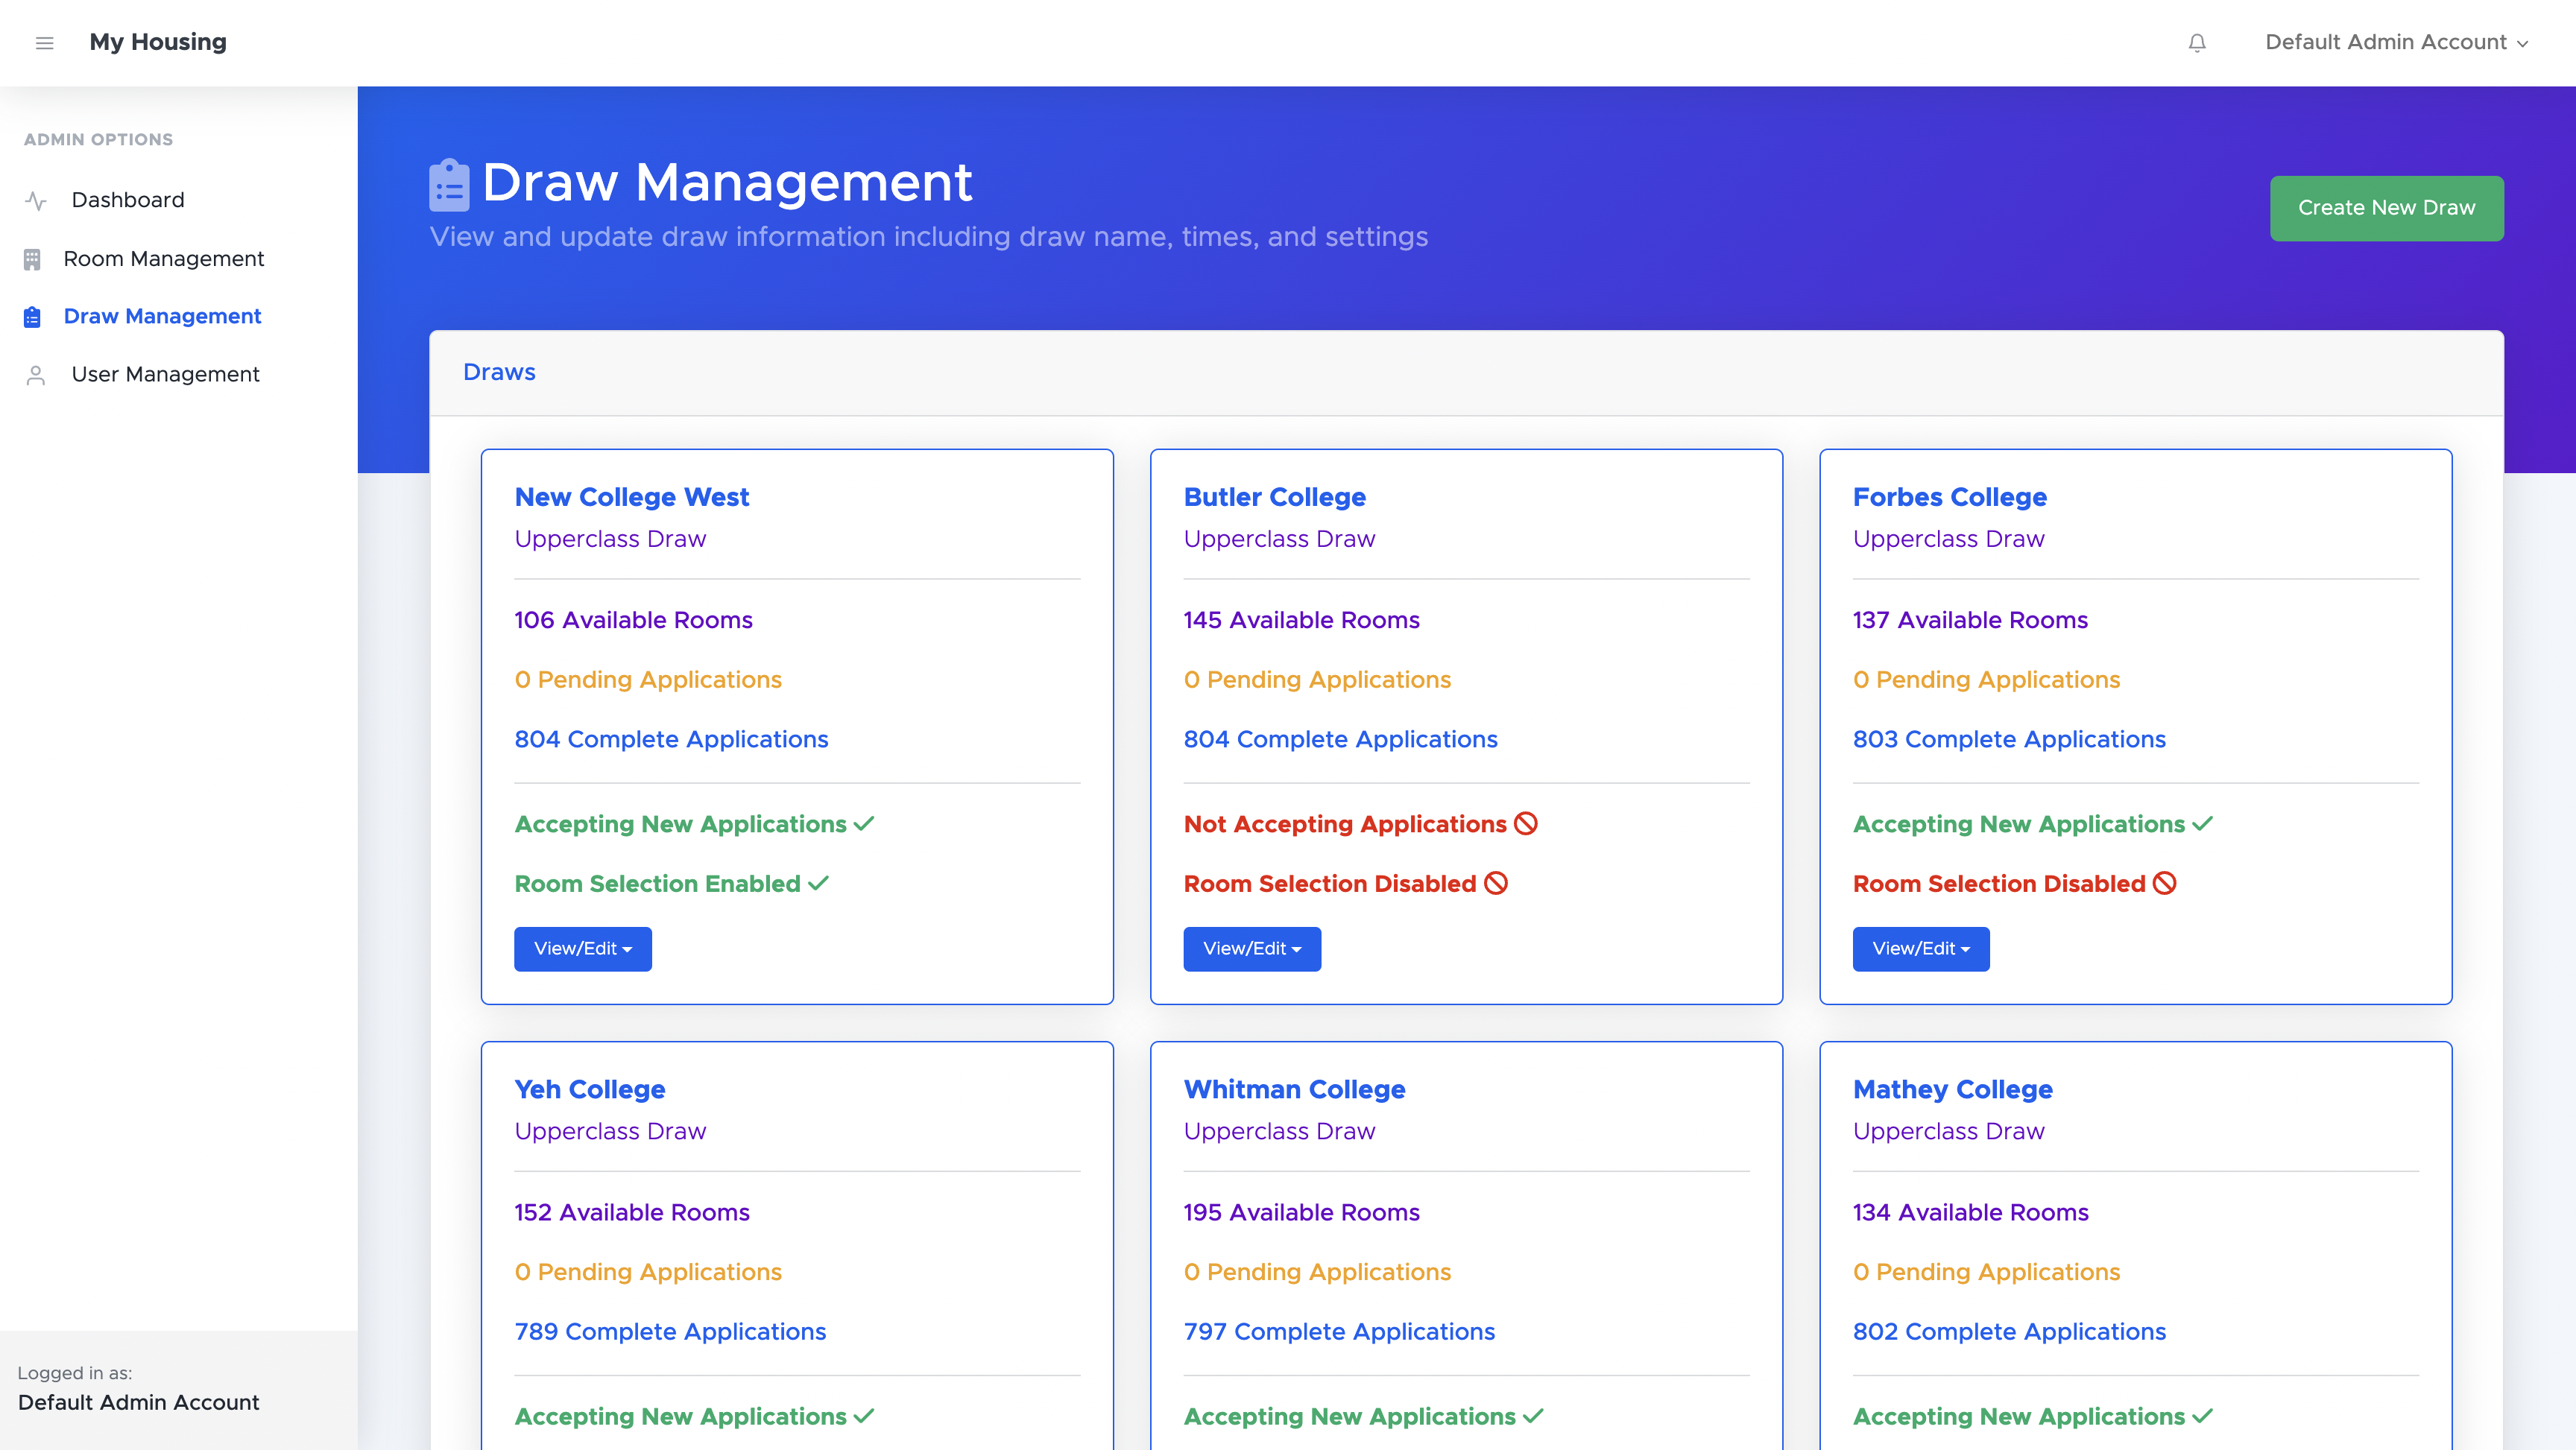 My Housing
Default Admin Account
ADMIN OPTIONS
Dashboard
Room Management
Draw Management
User Management
Logged in as:
Default Admin Account
Draw Management
View and update draw information including draw name, times, and settings
Create New Draw
Draws
New College West
Upperclass Draw
106 Available Rooms
0 Pending Applications
804 Complete Applications
Accepting New Applications
Room Selection Enabled
View/Edit
Butler College
Upperclass Draw
145 Available Rooms
0 Pending Applications
804 Complete Applications
Not Accepting Applications
Room Selection Disabled
View/Edit
Forbes College
Upperclass Draw
137 Available Rooms
0 Pending Applications
803 Complete Applications
Accepting New Applications
Room Selection Disabled
View/Edit
Yeh College
Upperclass Draw
152 Available Rooms
0 Pending Applications
789 Complete Applications
Accepting New Applications
Whitman College
Upperclass Draw
195 Available Rooms
0 Pending Applications
797 Complete Applications
Accepting New Applications
Mathey College
Upperclass Draw
134 Available Rooms
0 Pending Applications
802 Complete Applications
Accepting New Applications